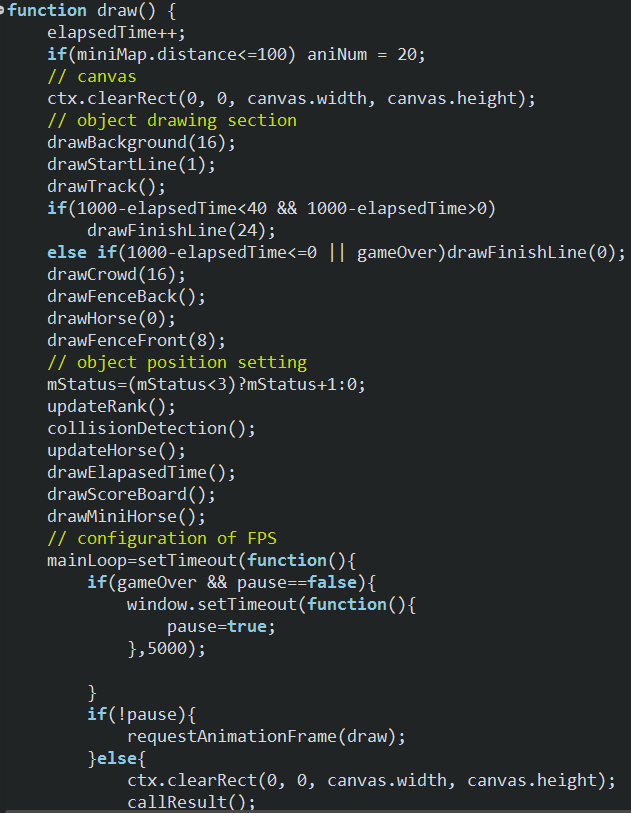 function draw() {
    elapsedTime++;
    if(miniMap.distance<=100) aniNum = 20;
    // canvas
    ctx.clearRect(0, 0, canvas.width, canvas.height);
    // object drawing section
    drawBackground(16);
    drawStartLine(1);
    drawTrack();
    if(1000-elapsedTime<40 && 1000-elapsedTime>0)
        drawFinishLine(24);
    else if(1000-elapsedTime<=0 || gameOver)drawFinishLine(0);
    drawCrowd(16);
    drawFenceBack();
    drawHorse(0);
    drawFenceFront(8);
    // object position setting
    mStatus=(mStatus<3)?mStatus+1:0;
    updateRank();
    collisionDetection();
    updateHorse();
    drawElapasedTime();
    drawScoreBoard();
    drawMiniHorse();
    // configuration of FPS
    mainLoop=setTimeout(function(){
        if(gameOver && pause==false){
            window.setTimeout(function(){
                pause=true;
            },5000);

        }
        if(!pause){
            requestAnimationFrame(draw);
        }else{
            ctx.clearRect(0, 0, canvas.width, canvas.height);
            callResult();